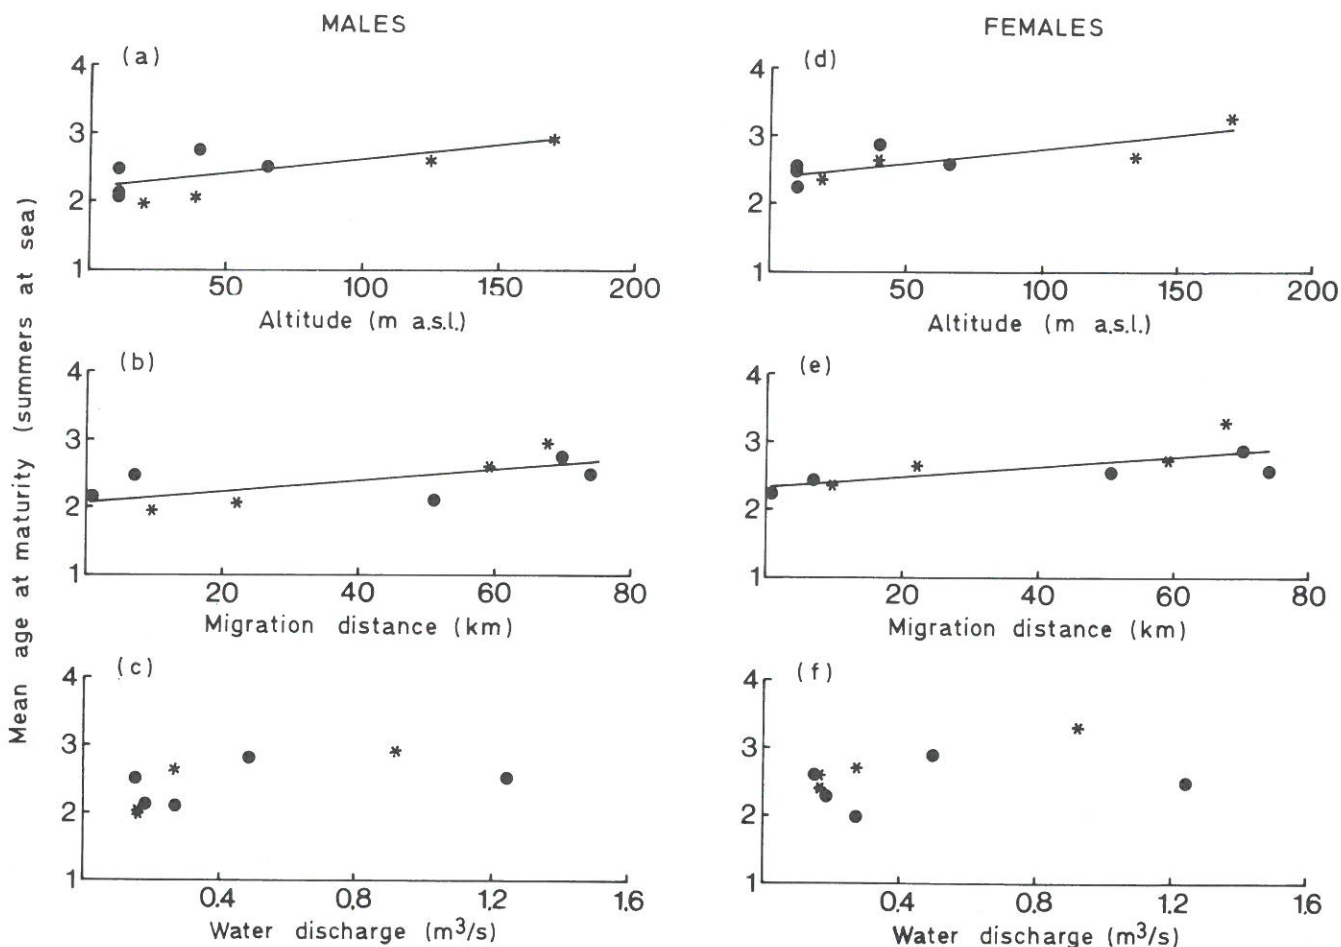 MALES
FEMALES
Mean age at maturity (summers at sea)
(a)
4
3
2
1
50 100 150 200
Altitude (m a.s.l.)
(d)
4
3
2
1
50 100 150 200
Altitude (m a.s.l.)
(b)
4
3
2
1
20 40 60 80
Migration distance (km)
(e)
4
3
2
1
20 40 60 80
Migration distance (km)
(c)
4
3
2
1
0.4 0.8 1.2 1.6
Water discharge (m³/s)
(f)
4
3
2
1
0.4 0.8 1.2 1.6
Water discharge (m³/s)